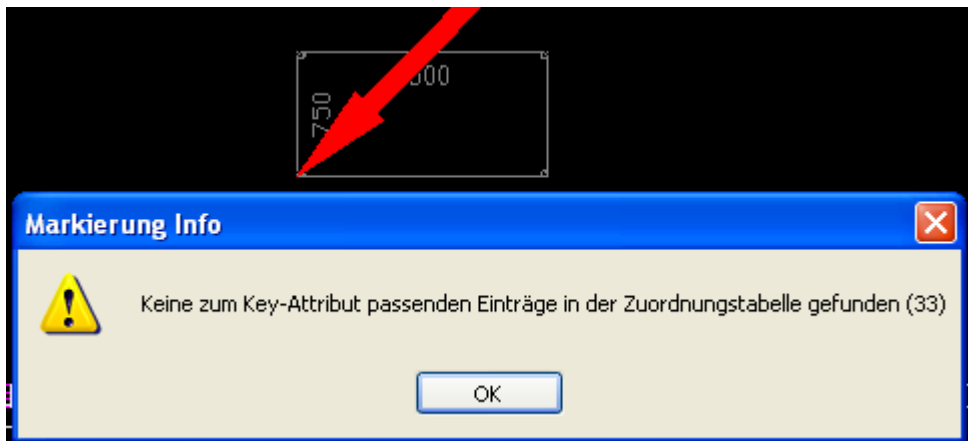 750
Markierung Info
Keine zum Key-Attribut passenden Einträge in der Zuordnungstabelle gefunden (33)
OK